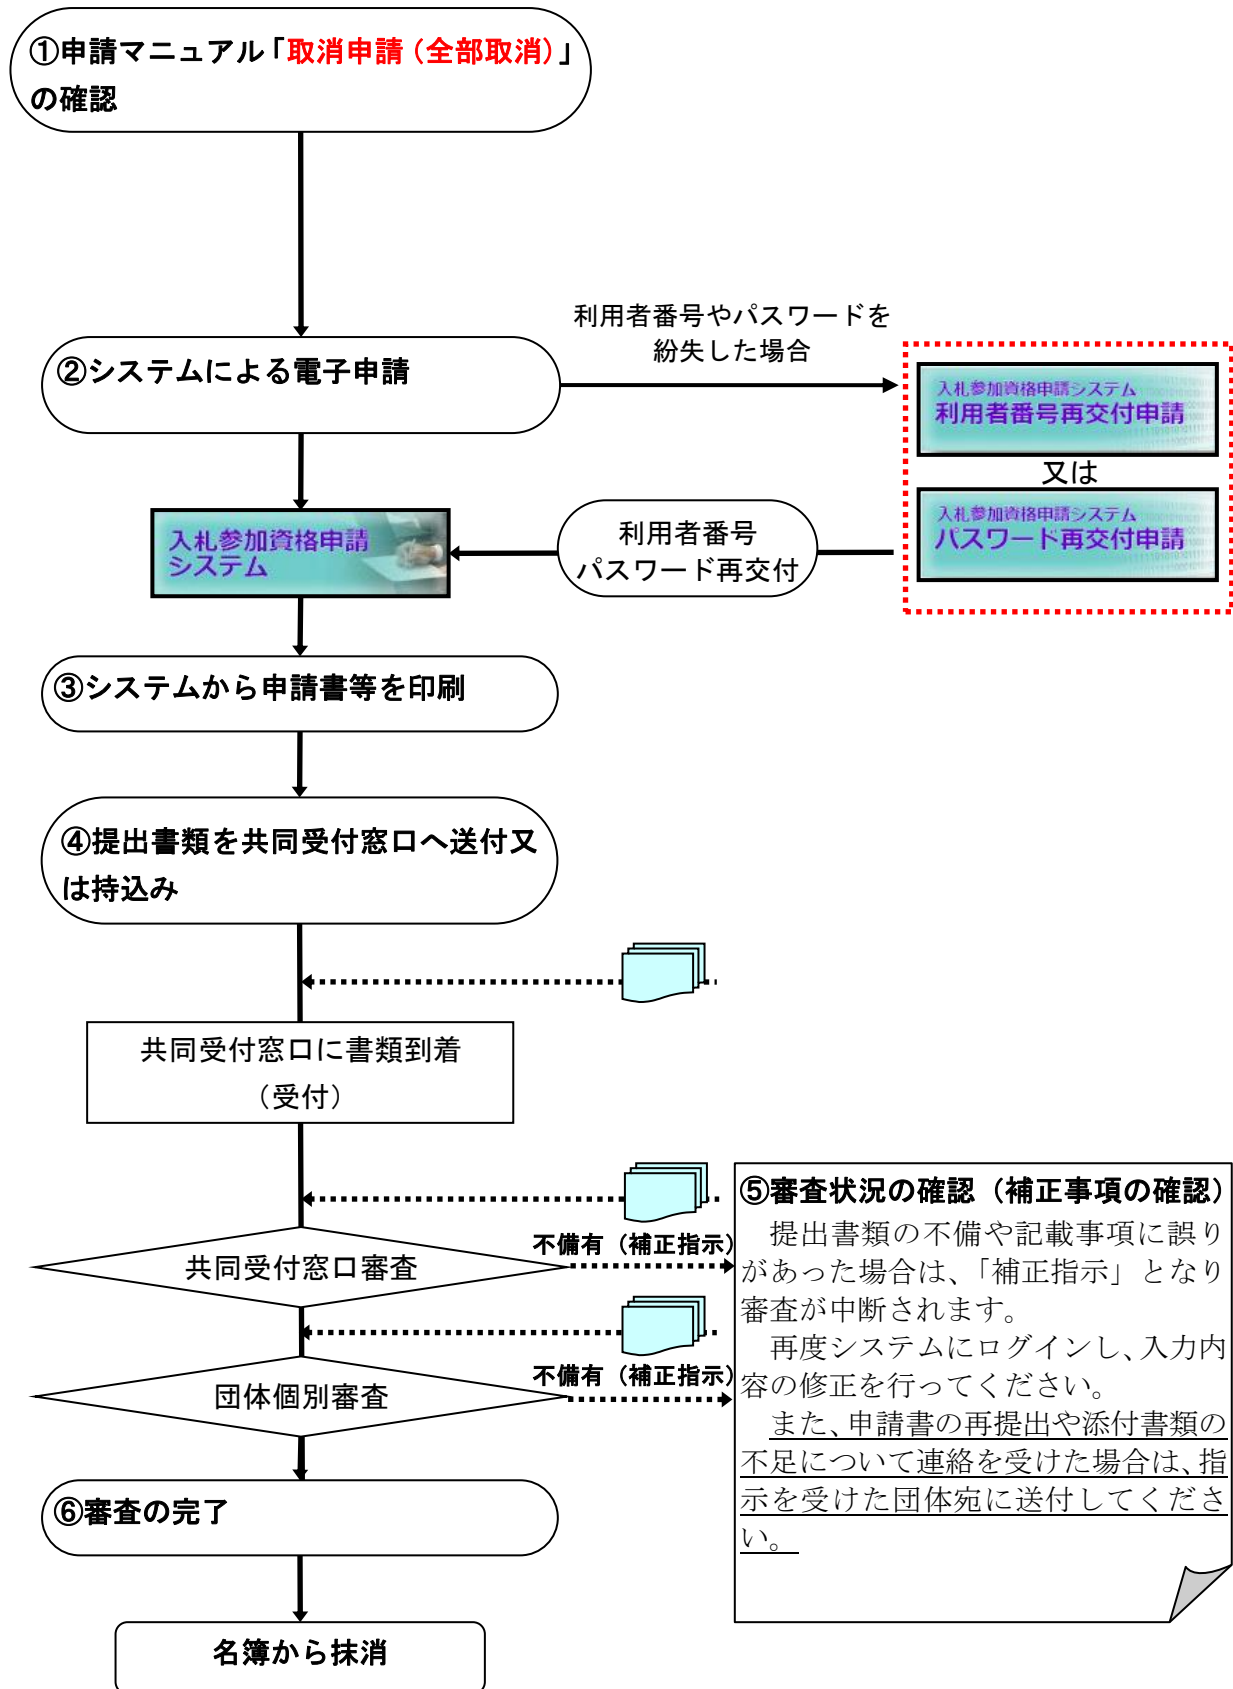 ①申請マニュアル「取消申請（全部取消）」
の確認
利用者番号やパスワードを
紛失した場合
②システムによる電子申請
入札参加資格申請システム
利用者番号再交付申請
又は
入札参加資格申請システム
パスワード再交付申請
利用者番号
パスワード再交付
入札参加資格申請
システム
③システムから申請書等を印刷
④提出書類を共同受付窓口へ送付又
は持込み
共同受付窓口に書類到着
（受付）
共同受付窓口審査
不備有（補正指示）
団体個別審査
不備有（補正指示）
⑤審査状況の確認（補正事項の確認）
提出書類の不備や記載事項に誤り
があった場合は、「補正指示」となり
審査が中断されます。
再度システムにログインし、入力内
容の修正を行ってください。
また、申請書の再提出や添付書類の
不足について連絡を受けた場合は、指
示を受けた団体宛に送付してくださ
い。
⑥審査の完了
名簿から抹消